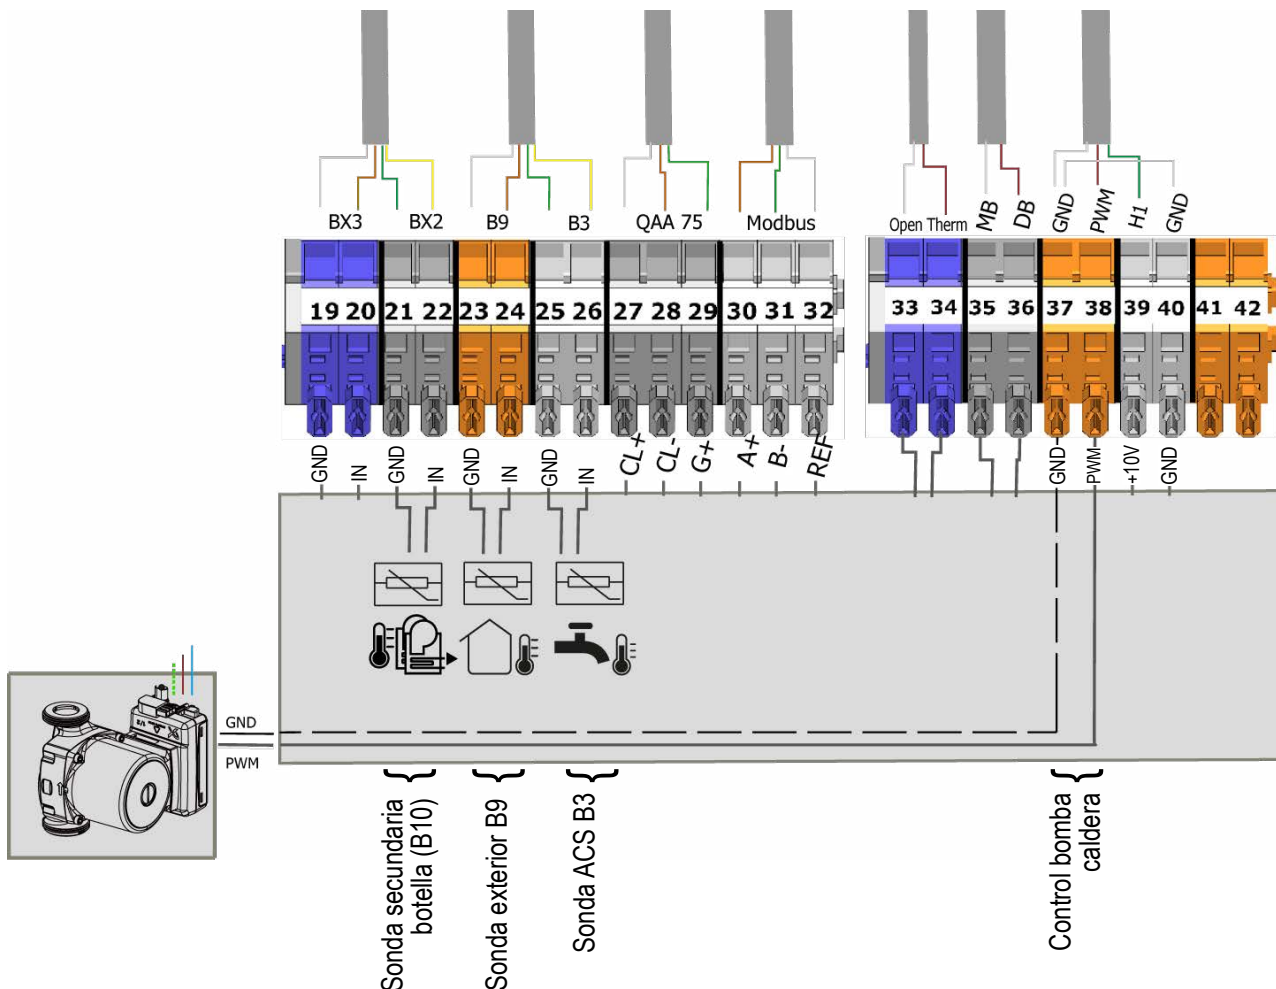 BX3 BX2 B9 B3 QAA 75 Modbus
Open Therm MB DB GND PWM H1 GND
19 20 21 22 23 24 25 26 27 28 29 30 31 32
33 34 35 36 37 38 39 40 41 42
GND IN GND IN GND IN GND IN CL+ CL- G+ A+ B- REF
GND PWM +10V GND
GND
PWM
Sonda secundaria
botella (B10)
Sonda exterior B9
Sonda ACS B3
Control bomba
caldera